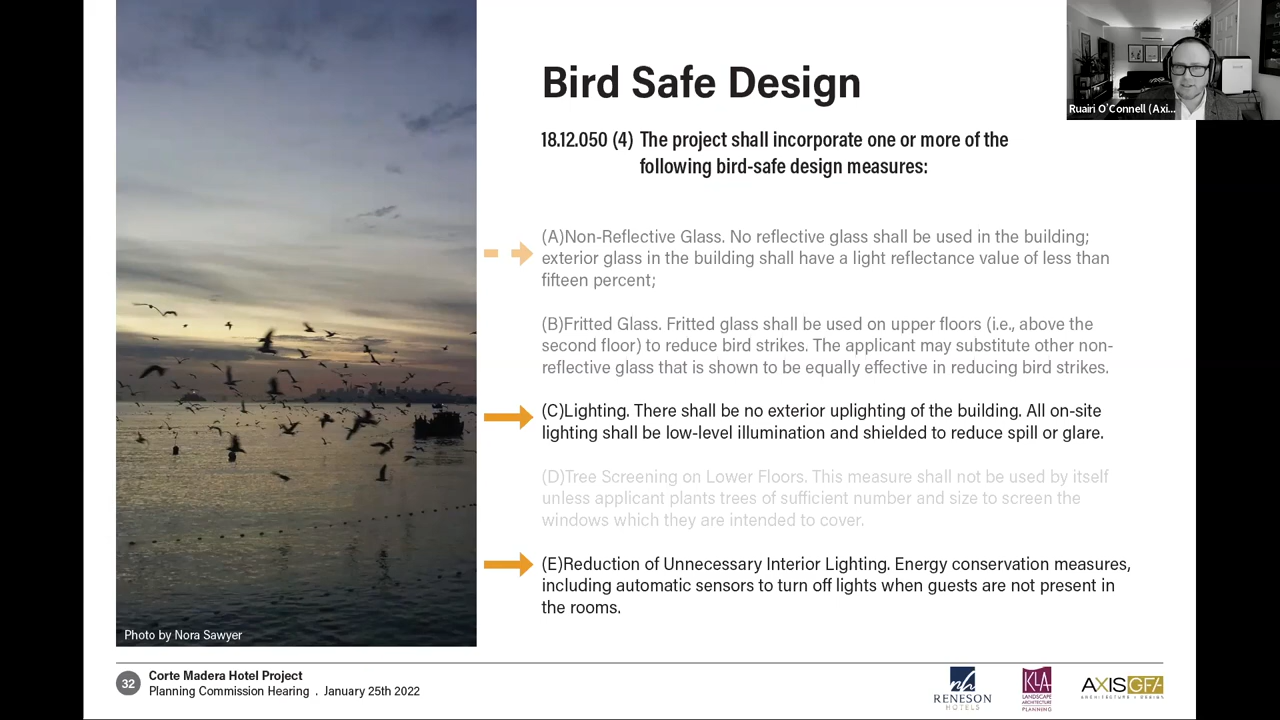 Bird Safe Design
18.12.050 (4) The project shall incorporate one or more of the
following bird-safe design measures:
(A)Non-Reflective Glass. No reflective glass shall be used in the building;
exterior glass in the building shall have a light reflectance value of less than
fifteen percent;
(B)Fritted Glass. Fritted glass shall be used on upper floors (i.e., above the
second floor) to reduce bird strikes. The applicant may substitute other non-
reflective glass that is shown to be equally effective in reducing bird strikes.
(C)Lighting. There shall be no exterior uplighting of the building. All on-site
lighting shall be low-level illumination and shielded to reduce spill or glare.
(D)Tree Screening on Lower Floors. This measure shall not be used by itself
unless applicant plants trees of sufficient number and size to screen the
windows which they are intended to cover.
(E)Reduction of Unnecessary Interior Lighting. Energy conservation measures,
including automatic sensors to turn off lights when guests are not present in
the rooms.
Ruairi O'Connell (Axi...
Photo by Nora Sawyer
32
Corte Madera Hotel Project
Planning Commission Hearing . January 25th 2022
rh
RENESON
HOTELS
KLA
LANDSCAPE
ARCHITECTURE
PLANNING
AXISGFA
ARCHITECTURE + DESIGN